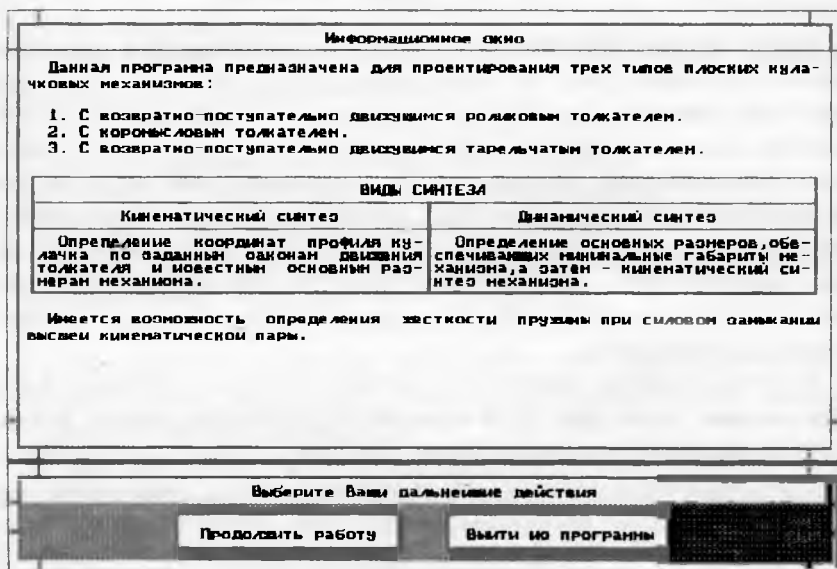 Информационное окно
Данная программа предназначена для проектирования трех типов плоских кула-
чковых механизмов:
1. С возвратно-поступательно движущимся роликовым толкателем.
2. С коромысловым толкателем.
3. С возвратно-поступательно движущимся тарельчатым толкателем.
ВИДЫ СИНТЕЗА
Кинематический синтез
Определение координат профиля ку-
лачка по заданным законам движения
толкателя и известным основным раз-
мерам механизма.
Динамический синтез
Определение основных размеров,обе-
спечивающих минимальные габариты ме-
ханизма,а затем - кинематический си-
нтез механизма.
Имеется возможность определения жесткости пружины при силовом замыкании
высшей кинематической пары.
Выберите Ваши дальнейшие действия
Продолжить работу
Выйти из программы